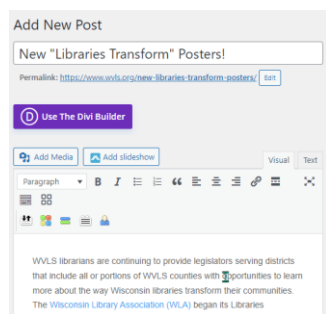 Add New Post
New "Libraries Transform" Posters!
Permalink: https://www.wvls.org/new-libraries-transform-posters/ Edit
D Use The Divi Builder
Add Media Add slideshow Visual Text
Paragraph B I
WVLS librarians are continuing to provide legislators serving districts
that include all or portions of WVLS counties with opportunities to learn
more about the way Wisconsin libraries transform their communities.
The Wisconsin Library Association (WLA) began its Libraries